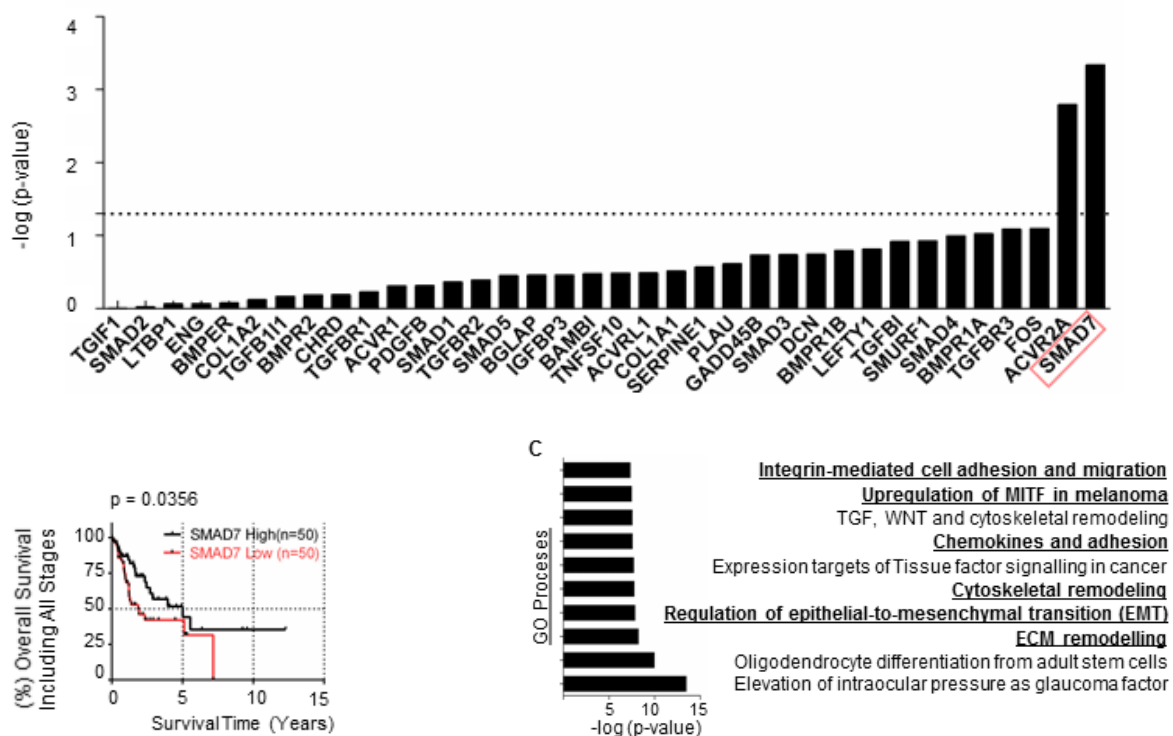 4
3
2
1
0
-log (p-value)
TGIF1
SMAD2
LTBP1
ENG
BMPER
COL1A2
TGFB1I1
BMPR2
CHRD
TGFBR1
ACVR1
PDGFB
SMAD1
TGFBR2
SMAD5
BGLAP
IGFBP3
BAMBI
TNFSF10
ACVRL1
COL1A1
SERPINE1
PLAU
GADD45B
SMAD3
DCN
BMPR1B
LEFTY1
TGFBI
SMURF1
SMAD4
BMPR1A
TGFBR3
FOS
ACVR2A
SMAD7
p = 0.0356
SMAD7 High(n=50)
SMAD7 Low (n=50)
100
75
50
25
0
(%) Overall Survival
Including All Stages
0 5 10 15
Survival Time (Years)
C
GO Processes
Integrin-mediated cell adhesion and migration
Upregulation of MITF in melanoma
TGF, WNT and cytoskeletal remodeling
Chemokines and adhesion
Expression targets of Tissue factor signalling in cancer
Cytoskeletal remodeling
Regulation of epithelial-to-mesenchymal transition (EMT)
ECM remodelling
Oligodendrocyte differentiation from adult stem cells
Elevation of intraocular pressure as glaucoma factor
0 5 10 15
-log (p-value)